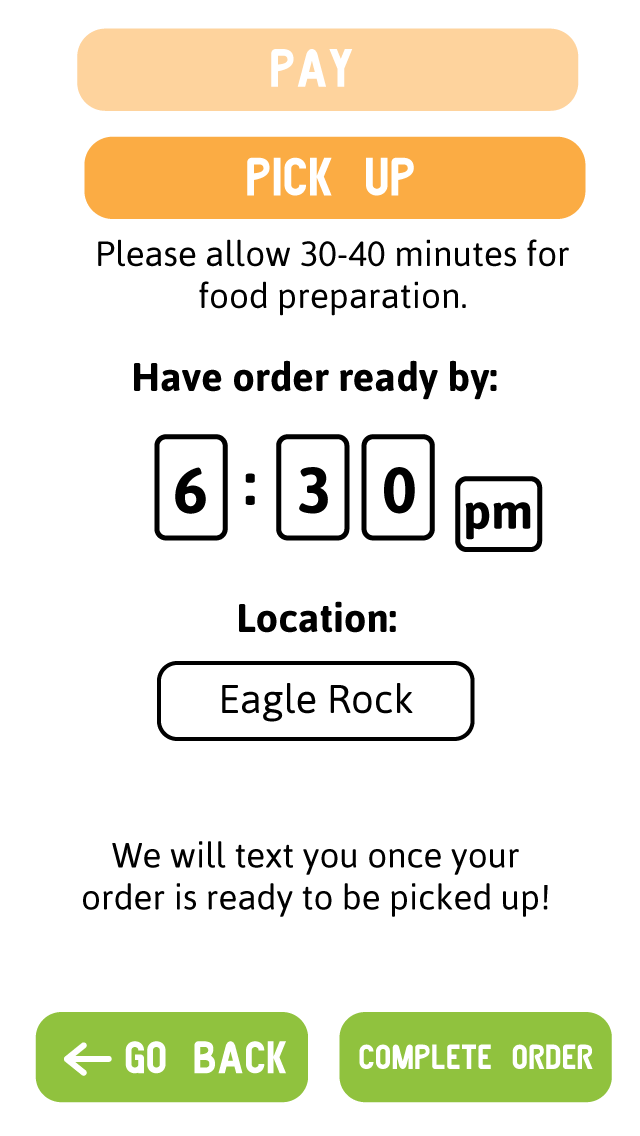 PAY
PICK UP
Please allow 30-40 minutes for
food preparation.
Have order ready by:
6 : 3 0 pm
Location:
Eagle Rock
We will text you once your
order is ready to be picked up!
← GO BACK COMPLETE ORDER